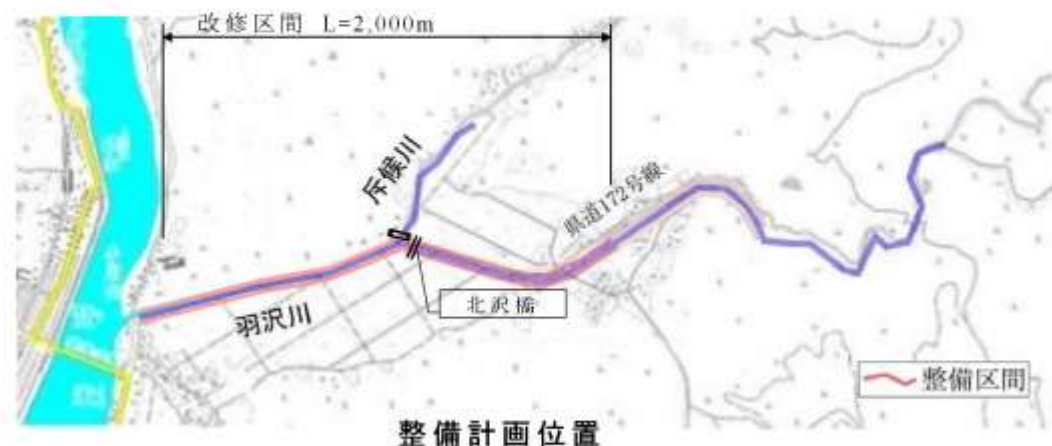 改修区間 L=2,000m
斥候川
県道172号線
北沢橋
羽沢川
整備区間
整備計画位置